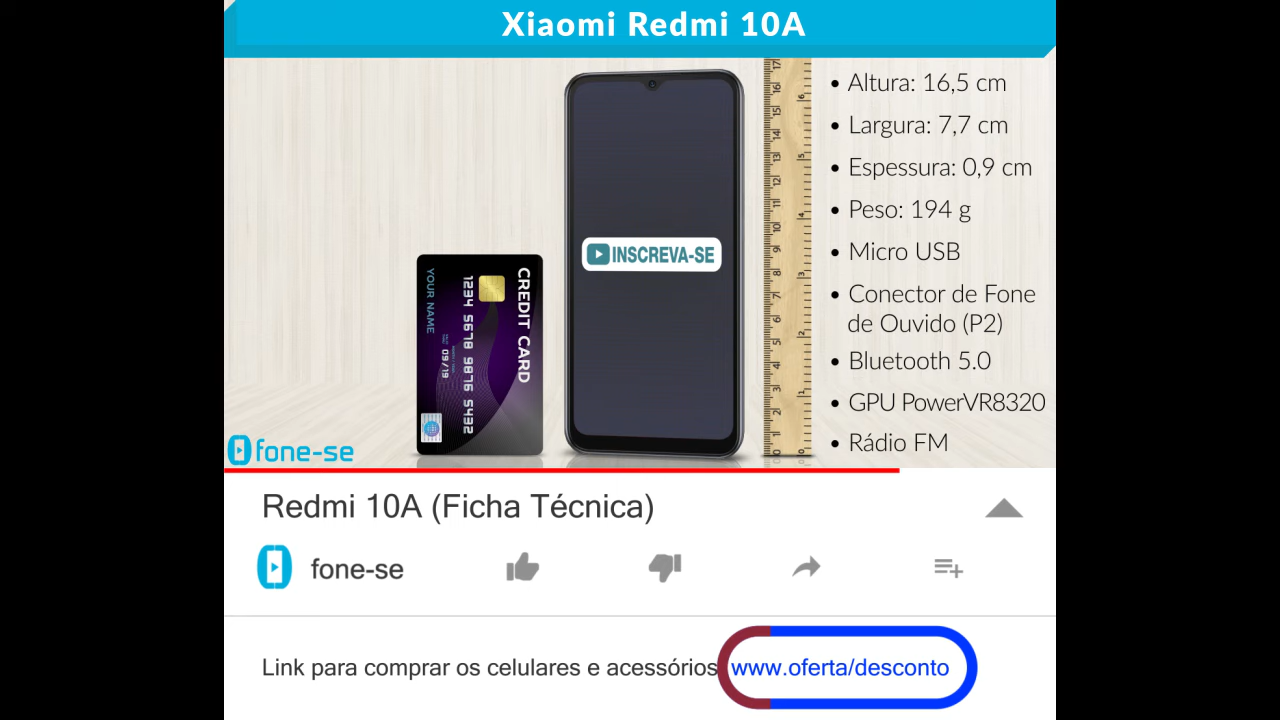 Xiaomi Redmi 10A
• Altura: 16,5 cm
• Largura: 7,7 cm
• Espessura: 0,9 cm
• Peso: 194 g
• Micro USB
• Conector de Fone
de Ouvido (P2)
• Bluetooth 5.0
• GPU PowerVR8320
• Rádio FM
INSCREVA-SE
CREDIT CARD
1234 5678 9876 5432
09/19
YOUR NAME
fone-se
Redmi 10A (Ficha Técnica)
fone-se
Link para comprar os celulares e acessórios www.oferta/desconto